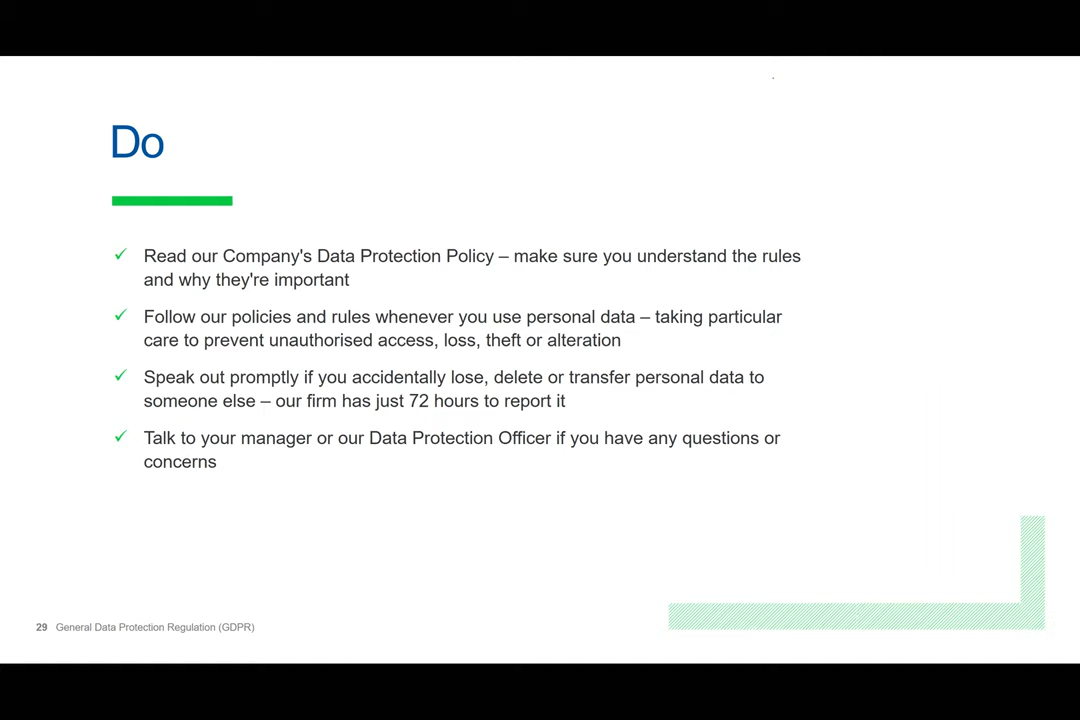 Do
✓ Read our Company's Data Protection Policy – make sure you understand the rules
and why they're important
✓ Follow our policies and rules whenever you use personal data – taking particular
care to prevent unauthorised access, loss, theft or alteration
✓ Speak out promptly if you accidentally lose, delete or transfer personal data to
someone else – our firm has just 72 hours to report it
✓ Talk to your manager or our Data Protection Officer if you have any questions or
concerns
29 General Data Protection Regulation (GDPR)